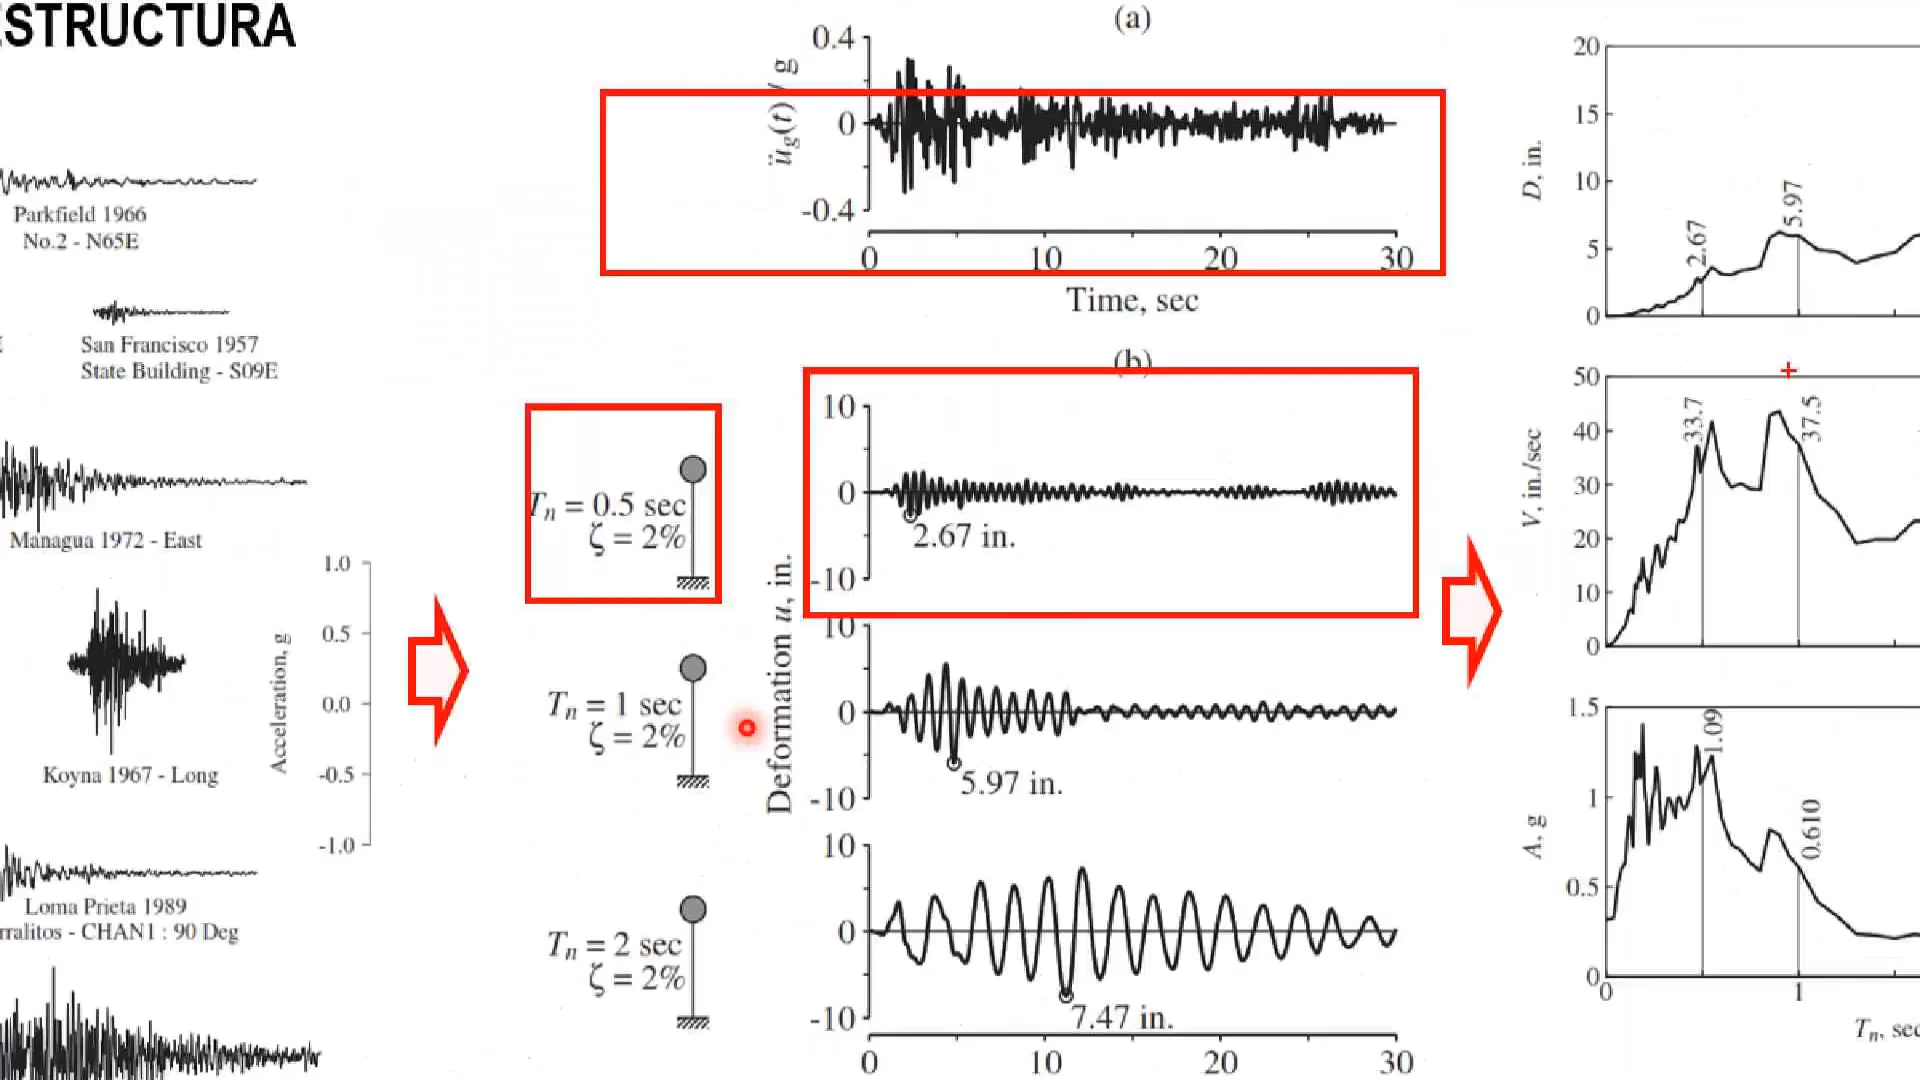 ESTRUCTURA
Parkfield 1966
No.2 - N65E
San Francisco 1957
State Building - S09E
Managua 1972 - East
Koyna 1967 - Long
Loma Prieta 1989
rralitos - CHAN1 : 90 Deg
Acceleration, g
1.0
0.5
0.0
-0.5
-1.0
Tn = 0.5 sec
ζ = 2%
Tn = 1 sec
ζ = 2%
Tn = 2 sec
ζ = 2%
(a)
üg(t) / g
0.4
0
-0.4
0 10 20 30
Time, sec
(b)
Deformation u, in.
10
0
-10
2.67 in.
10
0
-10
5.97 in.
10
0
-10
7.47 in.
0 10 20 30
D, in.
20
15
10
5
0
2.67
5.97
V, in./sec
50
40
30
20
10
0
33.7
37.5
A, g
1.5
1
0.5
0
1.09
0.610
0 1
Tn, sec